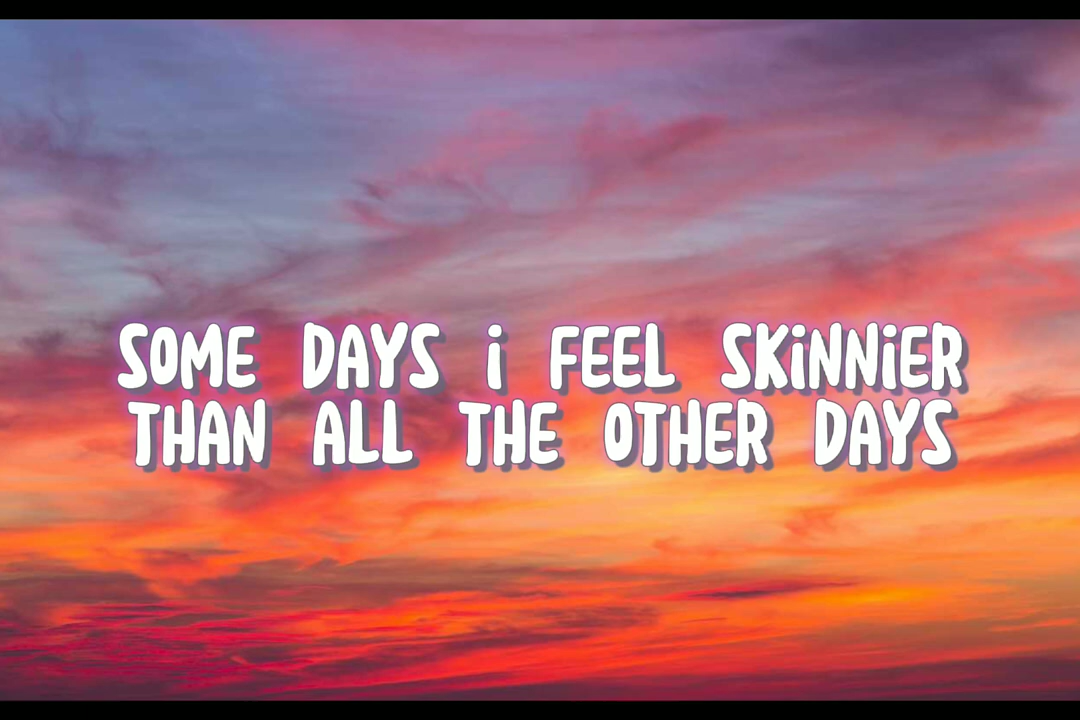 SOME DAYS i FEEL SKiNNiER
THAN ALL THE OTHER DAYS